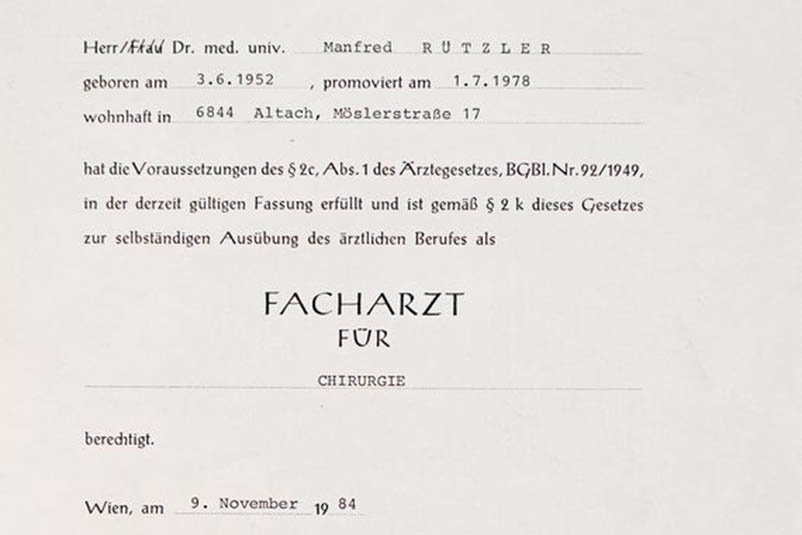 Herr/Frau Dr. med. univ. Manfred RÜTZLER
geboren am 3.6.1952 , promoviert am 1.7.1978
wohnhaft in 6844 Altach, Möslerstraße 17
hat die Voraussetzungen des § 2c, Abs. 1 des Ärztegesetzes, BGBl. Nr. 92/1949,
in der derzeit gültigen Fassung erfüllt und ist gemäß § 2 k dieses Gesetzes
zur selbständigen Ausübung des ärztlichen Berufes als
FACHARZT
FÜR
CHIRURGIE
berechtigt.
Wien, am 9. November 19 84